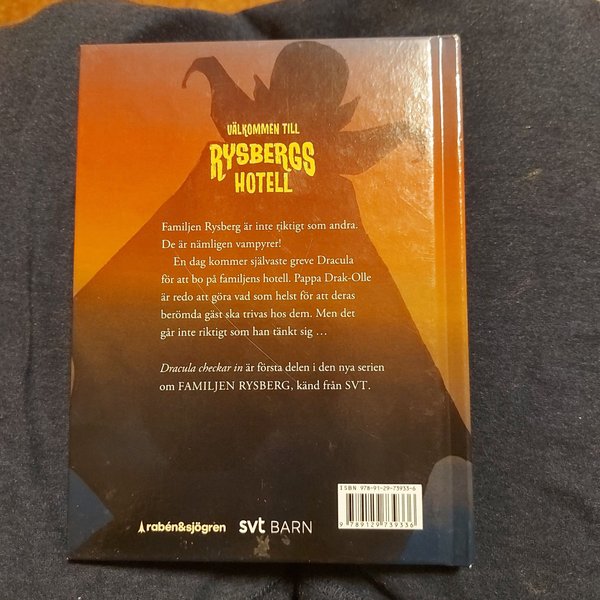 VÄLKOMMEN TILL
RYSBERGS
HOTELL
Familjen Rysberg är inte riktigt som andra.
De är nämligen vampyrer!
En dag kommer självaste greve Dracula
för att bo på familjens hotell. Pappa Drak-Olle
är redo att göra vad som helst för att deras
berömda gäst ska trivas hos dem. Men det
går inte riktigt som han tänkt sig ...
Dracula checkar in är första delen i den nya serien
om FAMILJEN RYSBERG, känd från SVT.
ISBN 978-91-29-73933-6
9 789129 739336
rabén&sjögren
svt BARN